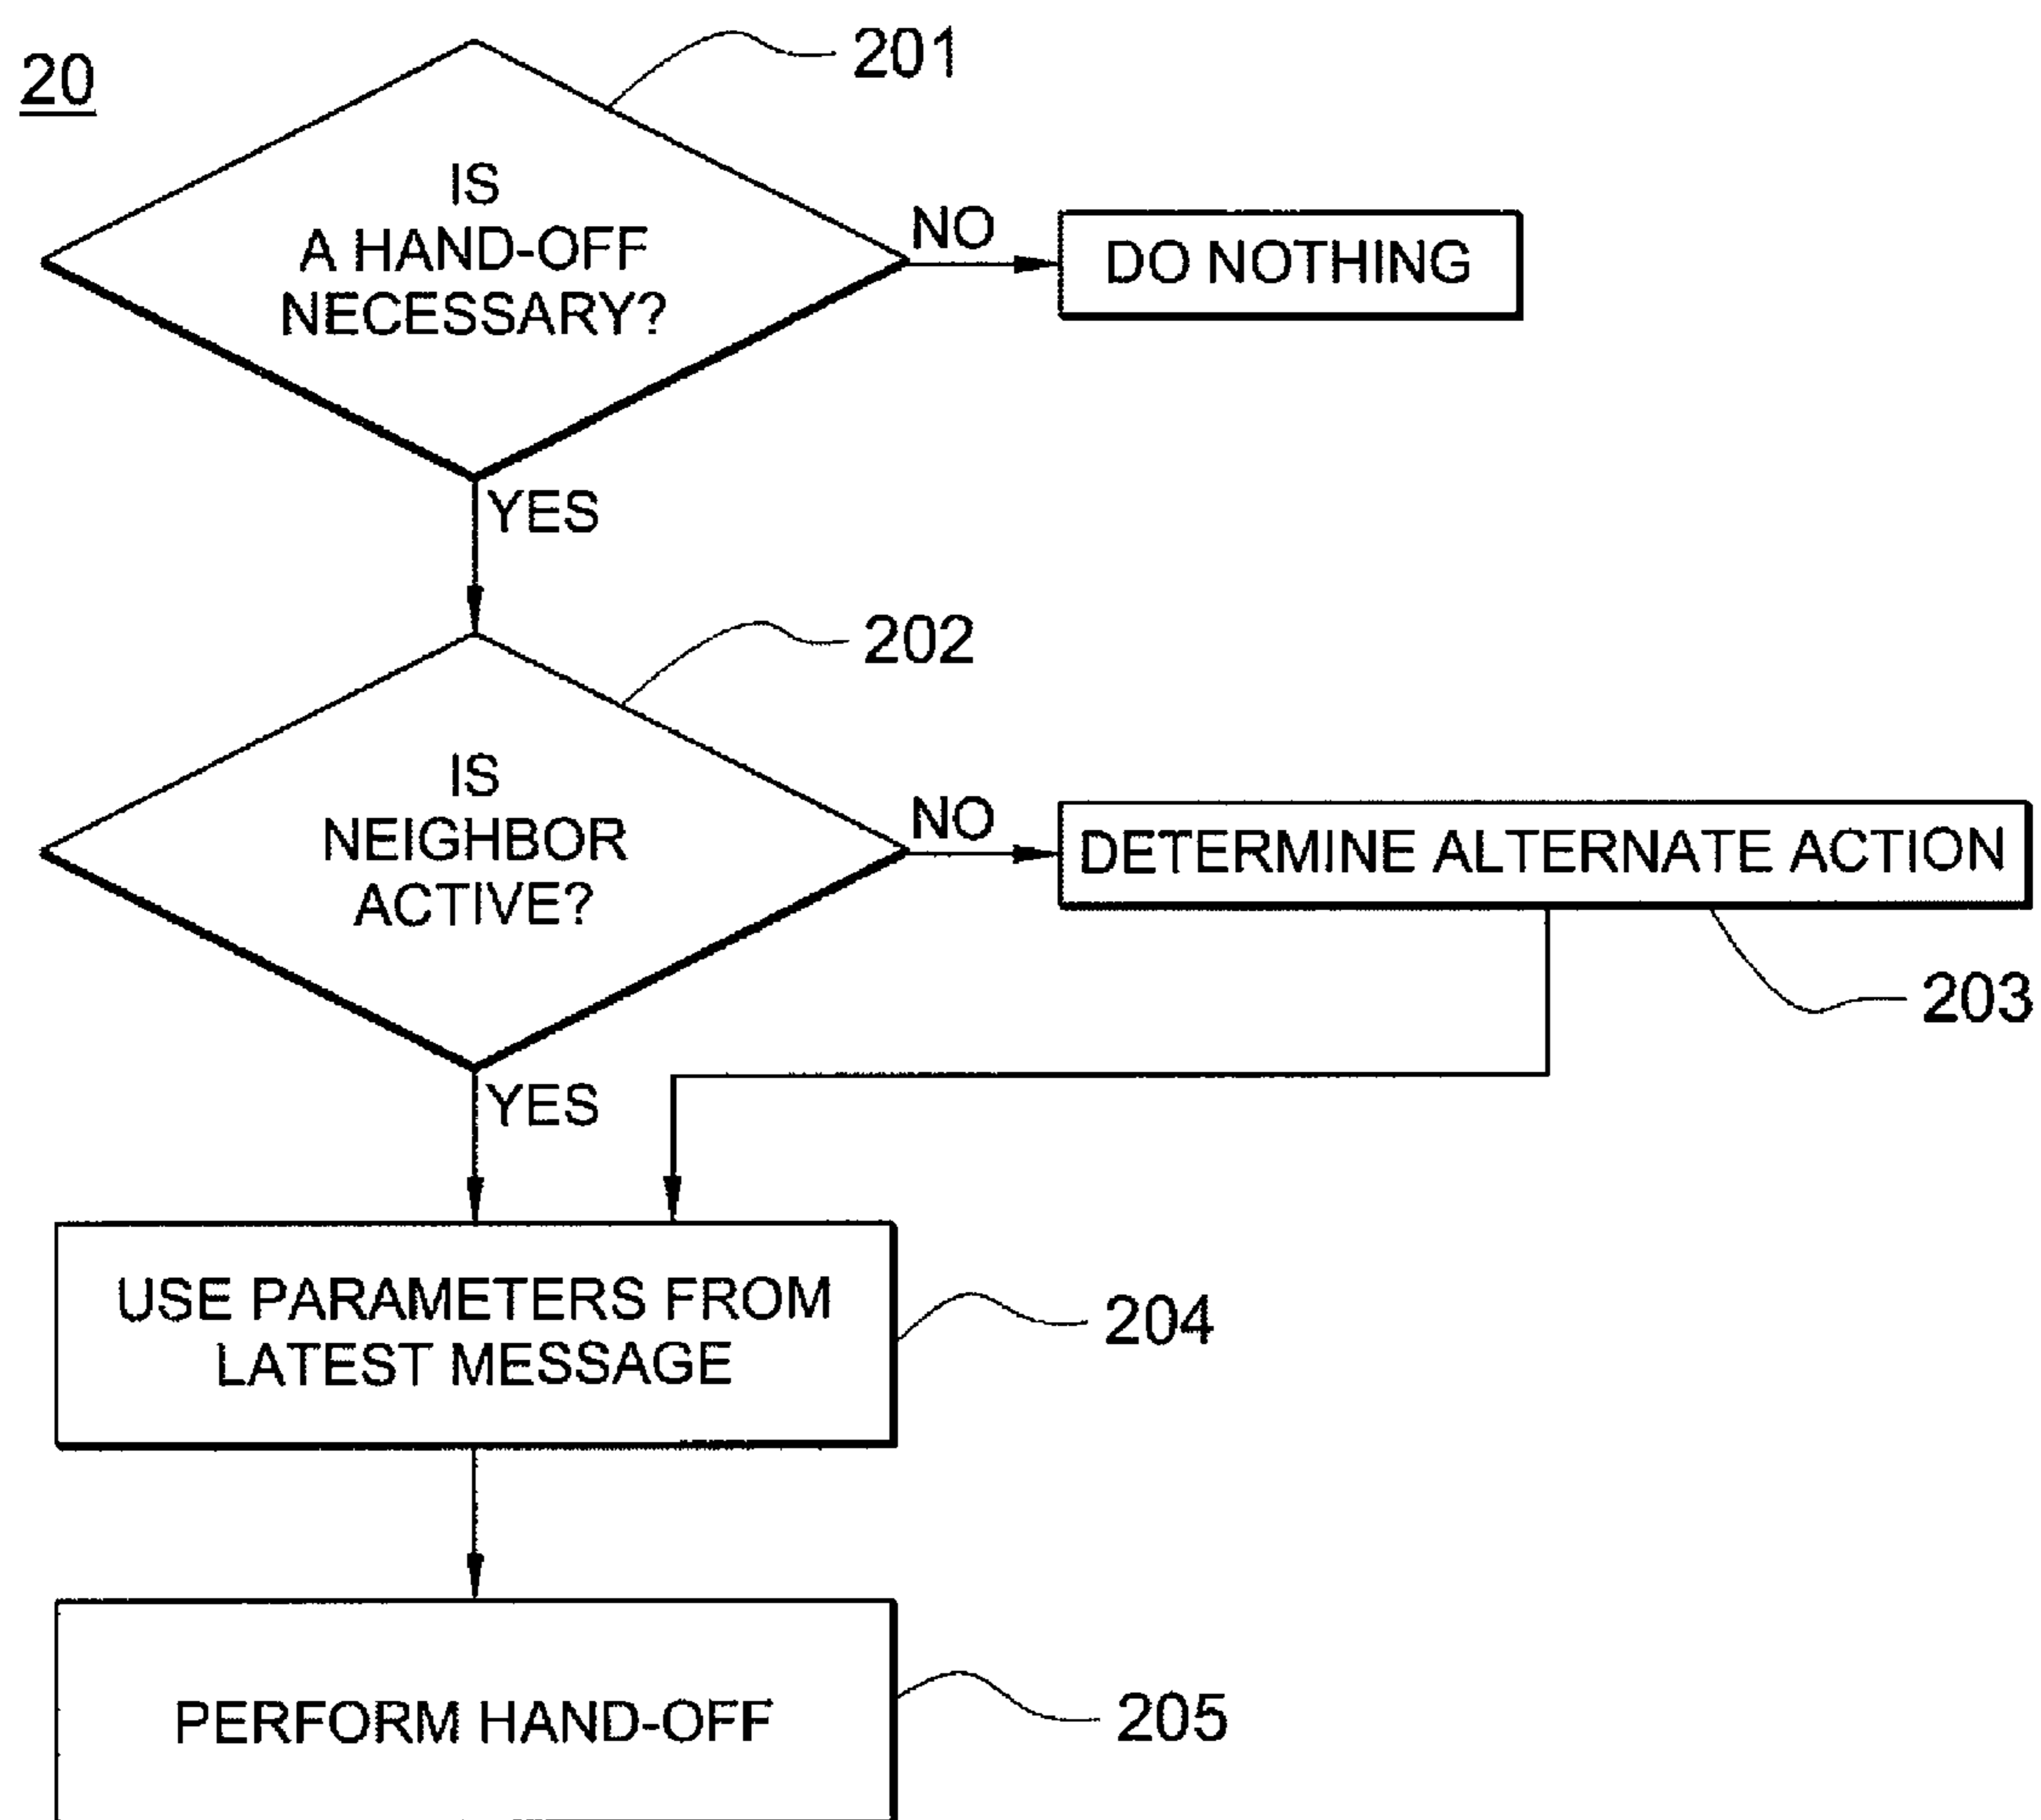 20
201
IS
A HAND-OFF
NECESSARY?
NO
DO NOTHING
YES
202
IS
NEIGHBOR
ACTIVE?
NO
DETERMINE ALTERNATE ACTION
203
YES
USE PARAMETERS FROM
LATEST MESSAGE
204
PERFORM HAND-OFF
205